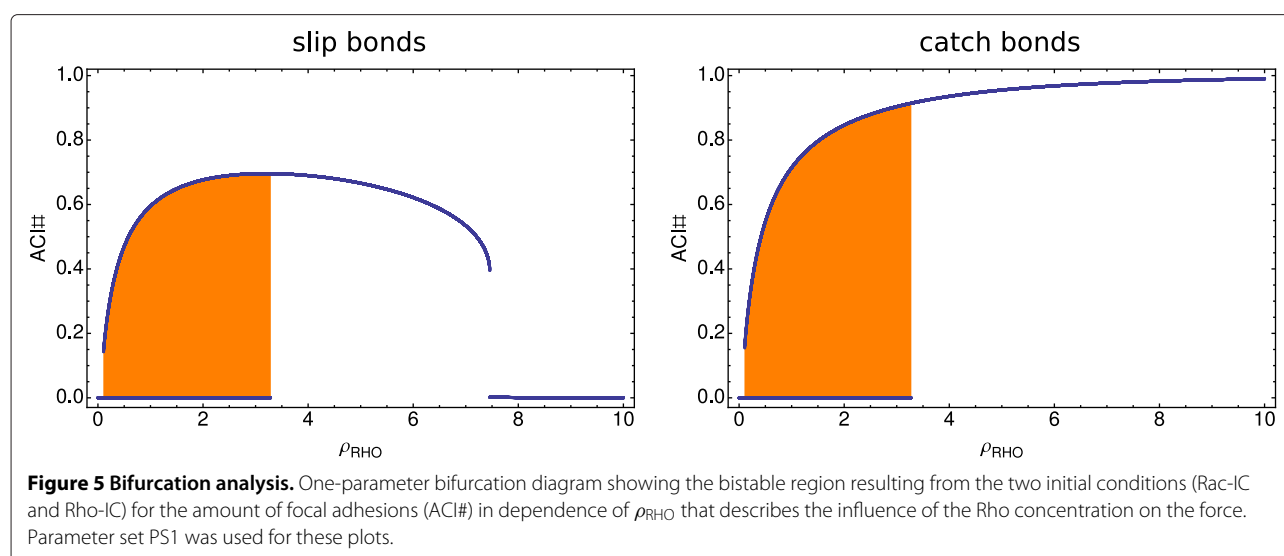 slip bonds
catch bonds
1.0
0.8
0.6
0.4
0.2
0.0
ACI#
0 2 4 6 8 10
ρRHO
1.0
0.8
0.6
0.4
0.2
0.0
ACI#
0 2 4 6 8 10
ρRHO
Figure 5 Bifurcation analysis. One-parameter bifurcation diagram showing the bistable region resulting from the two initial conditions (Rac-IC
and Rho-IC) for the amount of focal adhesions (ACI#) in dependence of ρRHO that describes the influence of the Rho concentration on the force.
Parameter set PS1 was used for these plots.